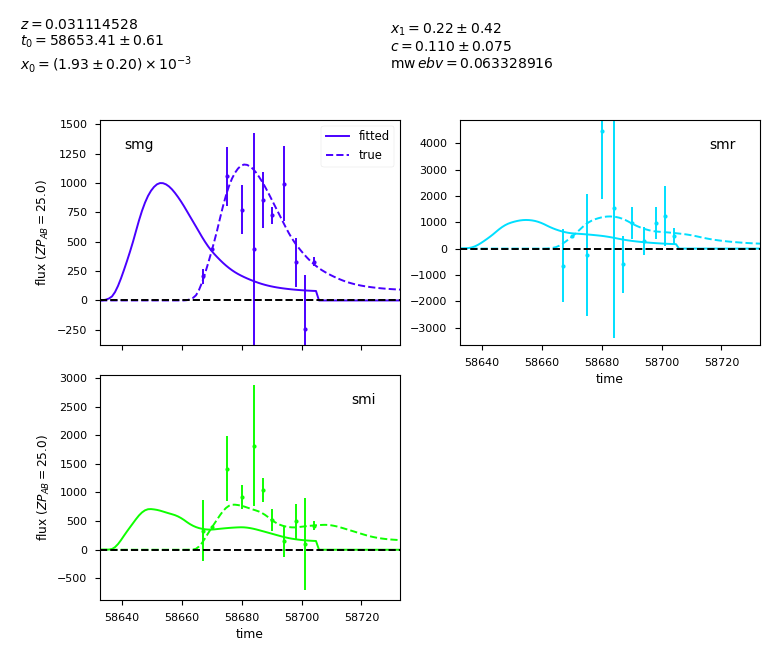 z = 0.031114528
t₀ = 58653.41 ± 0.61
x₀ = (1.93 ± 0.20) × 10⁻³
x₁ = 0.22 ± 0.42
c = 0.110 ± 0.075
mw ebv = 0.063328916
smg
fitted
true
1500
1250
1000
750
500
250
0
−250
flux (ZP_AB = 25.0)
smr
4000
3000
2000
1000
0
−1000
−2000
−3000
58640 58660 58680 58700 58720
time
smi
3000
2500
2000
1500
1000
500
0
−500
flux (ZP_AB = 25.0)
58640 58660 58680 58700 58720
time